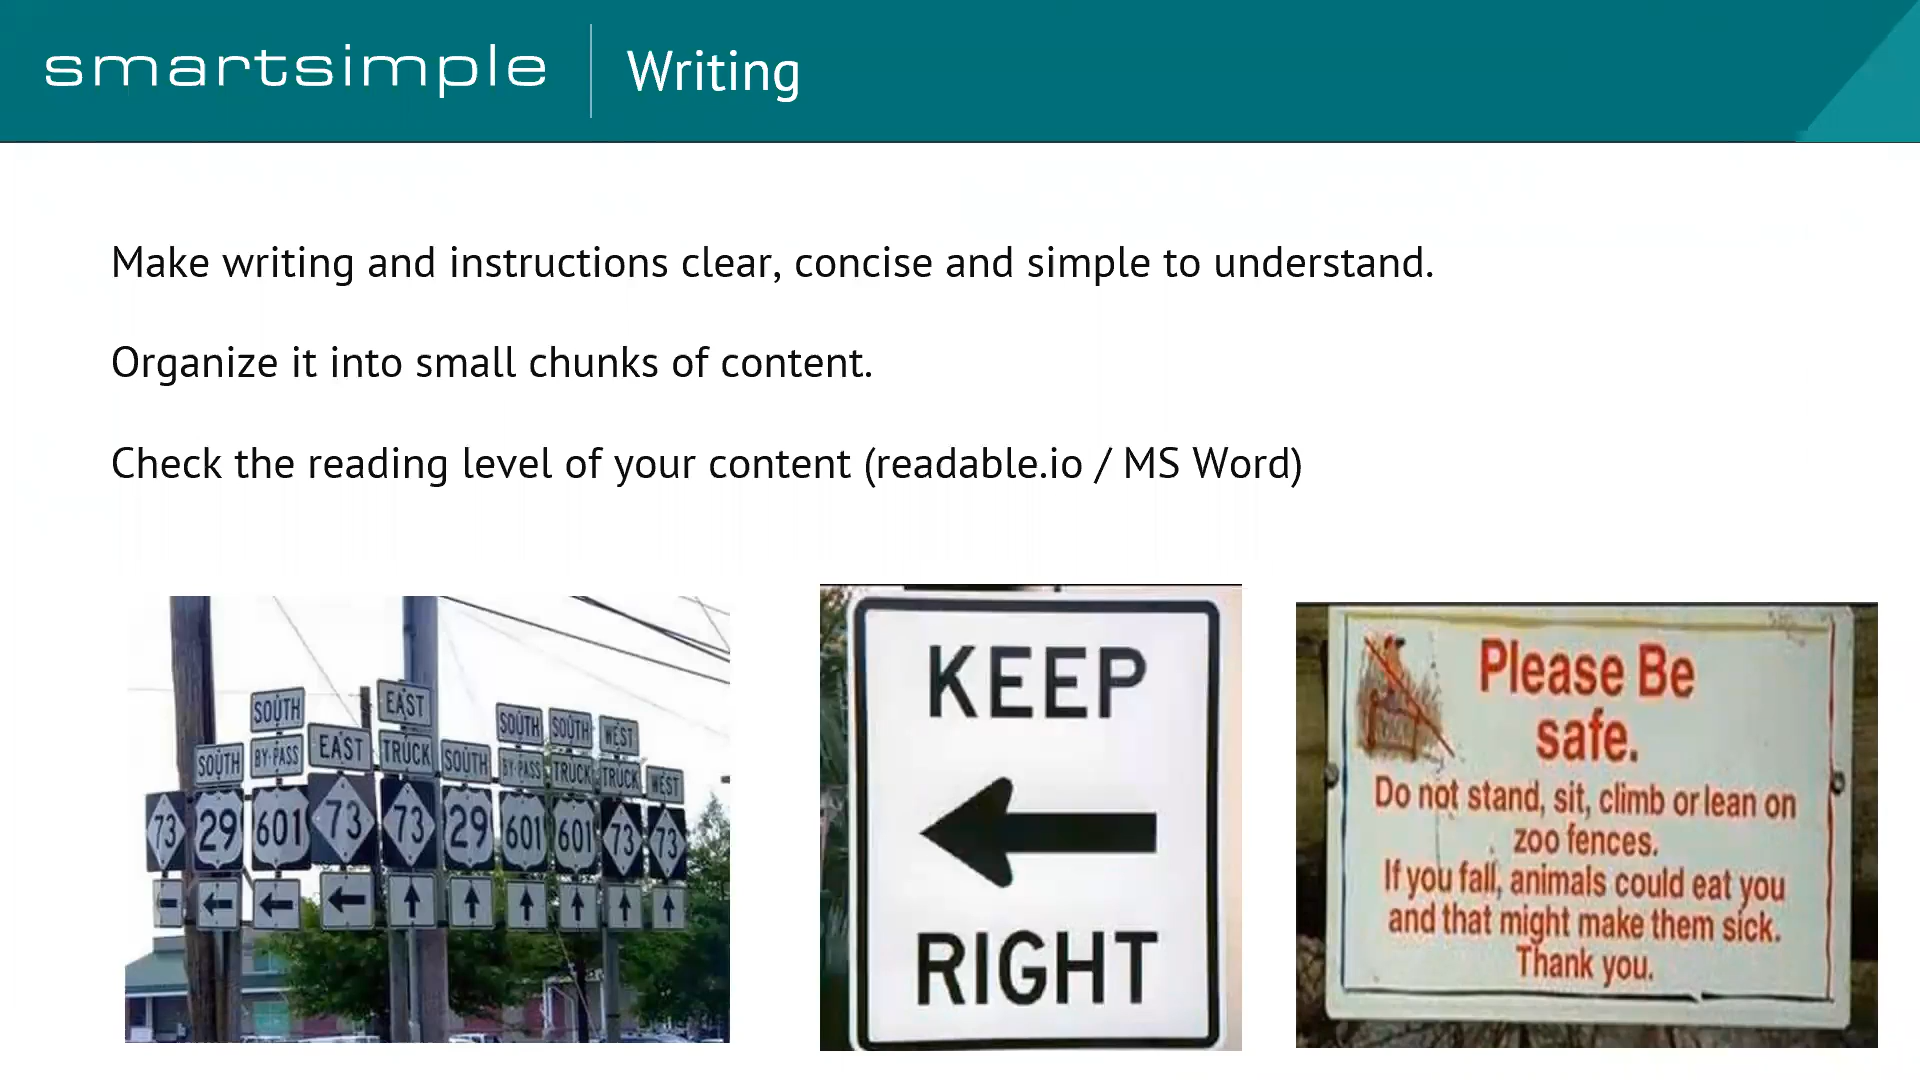 smartsimple
Writing
Make writing and instructions clear, concise and simple to understand.
Organize it into small chunks of content.
Check the reading level of your content (readable.io / MS Word)
EAST
SOUTH
SOUTH SOUTH WEST
SOUTH BY-PASS EAST TRUCK SOUTH BY-PASS TRUCK TRUCK WEST
73 29 601 73 73 29 601 601 73 73
KEEP
RIGHT
Please Be
safe.
Do not stand, sit, climb or lean on
zoo fences.
If you fall, animals could eat you
and that might make them sick.
Thank you.